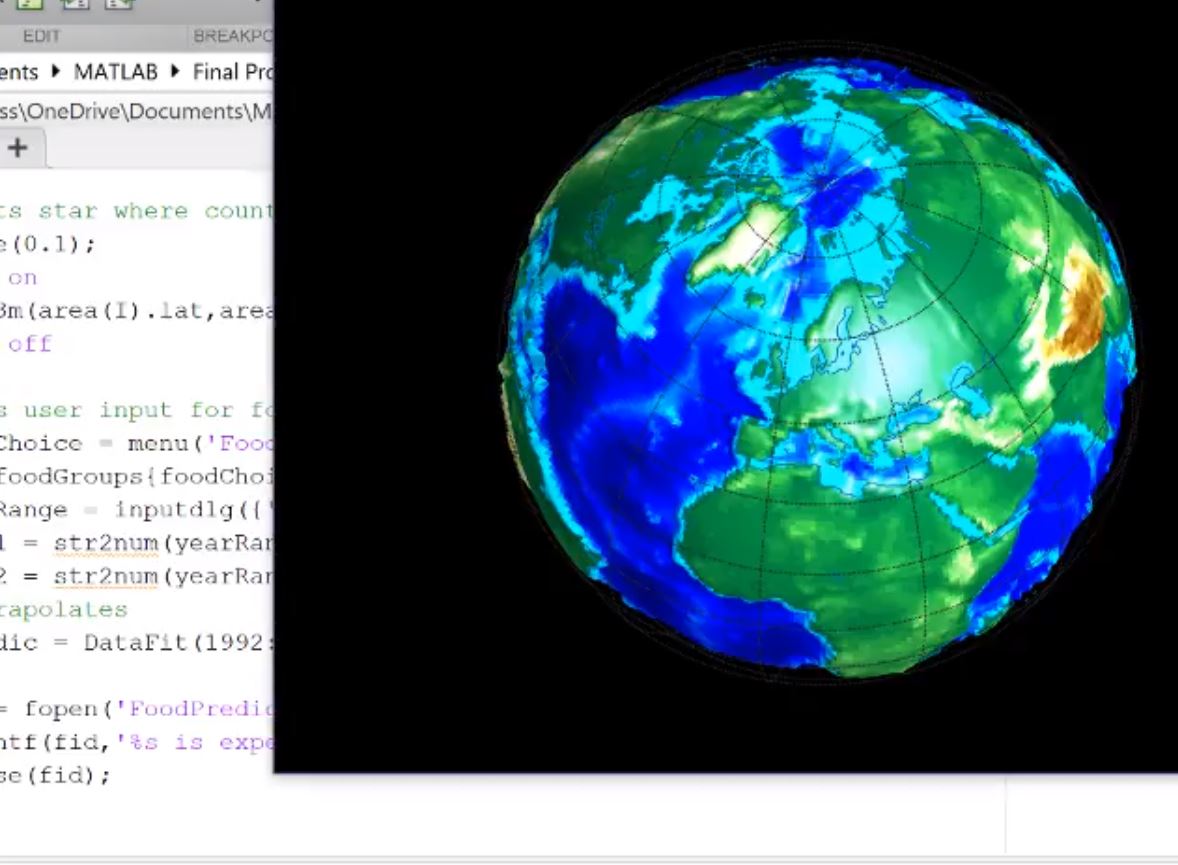 EDIT BREAKPO
ents ▸ MATLAB ▸ Final Pro
ss\OneDrive\Documents\M
+
ts star where count
e(0.1);
on
3m(area(I).lat,area
off
s user input for fo
Choice = menu('Food
foodGroups{foodChoi
Range = inputdlg({'
1 = str2num(yearRan
2 = str2num(yearRan
rapolates
dic = DataFit(1992:
= fopen('FoodPredic
ntf(fid,'%s is expe
se(fid);